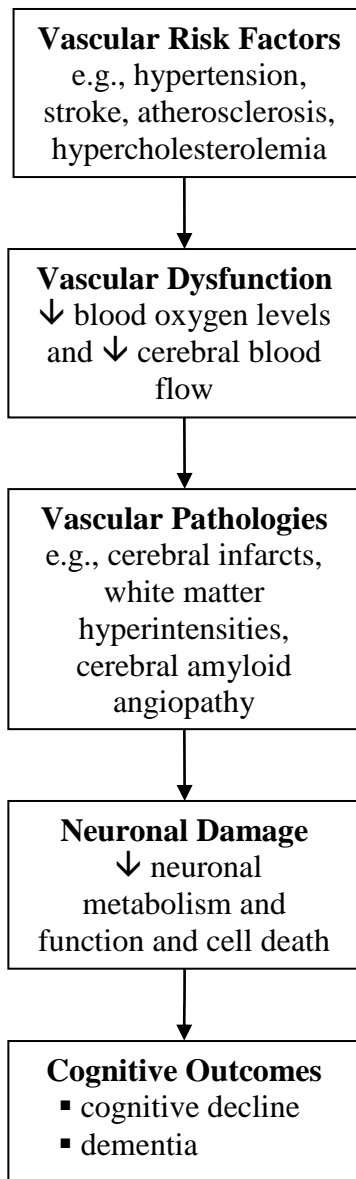 Vascular Risk Factors
e.g., hypertension,
stroke, atherosclerosis,
hypercholesterolemia
Vascular Dysfunction
↓ blood oxygen levels
and ↓ cerebral blood
flow
Vascular Pathologies
e.g., cerebral infarcts,
white matter
hyperintensities,
cerebral amyloid
angiopathy
Neuronal Damage
↓ neuronal
metabolism and
function and cell death
Cognitive Outcomes
▪ cognitive decline
▪ dementia